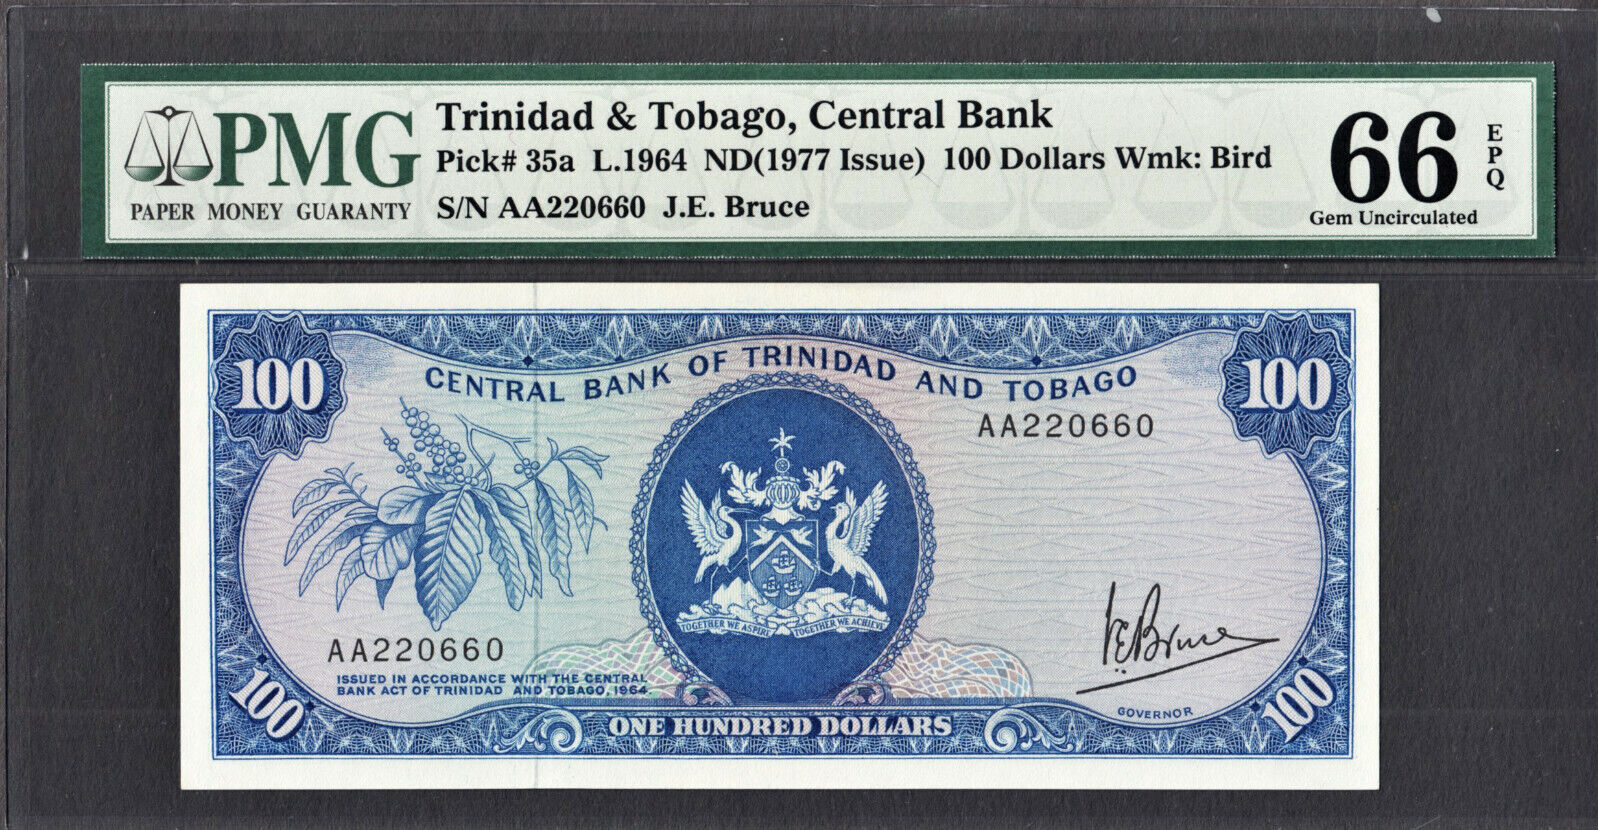 PMG
PAPER MONEY GUARANTY
Trinidad & Tobago, Central Bank
Pick# 35a L.1964 ND(1977 Issue) 100 Dollars Wmk: Bird
S/N AA220660 J.E. Bruce
66
EPQ
Gem Uncirculated
100
CENTRAL BANK OF TRINIDAD AND TOBAGO
100
AA220660
TOGETHER WE ASPIRE TOGETHER WE ACHIEVE
J.E. Bruce
AA220660
ISSUED IN ACCORDANCE WITH THE CENTRAL
BANK ACT OF TRINIDAD AND TOBAGO, 1964.
GOVERNOR
100
ONE HUNDRED DOLLARS
100